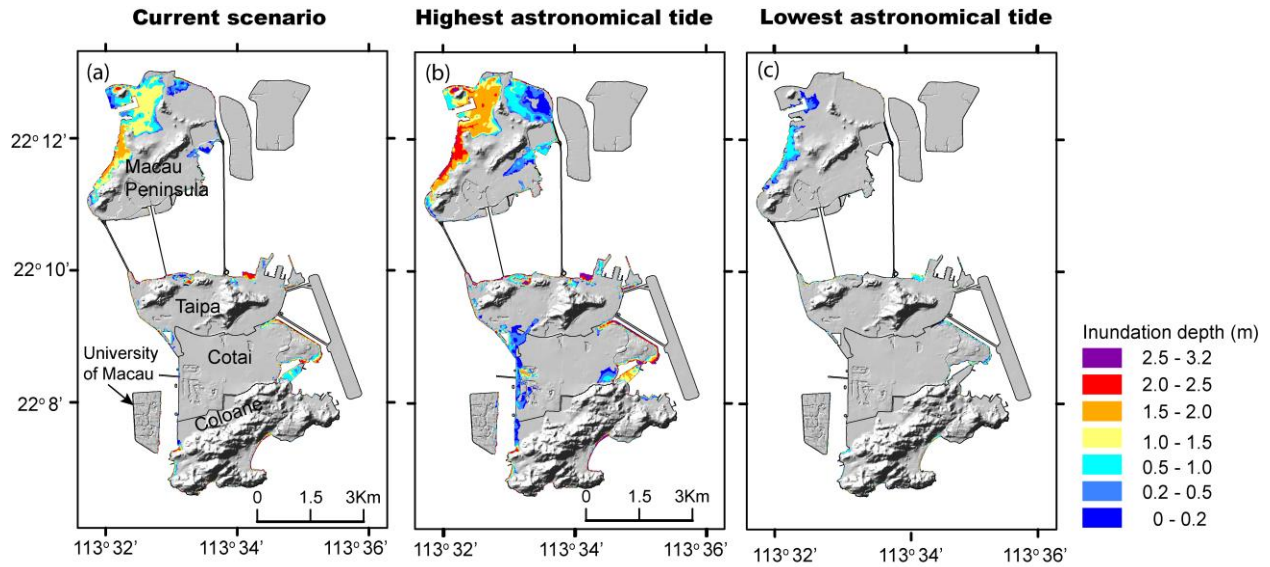 Current scenario
Highest astronomical tide
Lowest astronomical tide
(a)
(b)
(c)
22° 12'
22° 10'
22° 8'
Macau
Peninsula
Taipa
Cotai
University
of Macau
Coloane
0 1.5 3Km
0 1.5 3Km
Inundation depth (m)
2.5 - 3.2
2.0 - 2.5
1.5 - 2.0
1.0 - 1.5
0.5 - 1.0
0.2 - 0.5
0 - 0.2
113° 32' 113° 34' 113° 36'
113° 32' 113° 34' 113° 36'
113° 32' 113° 34' 113° 36'